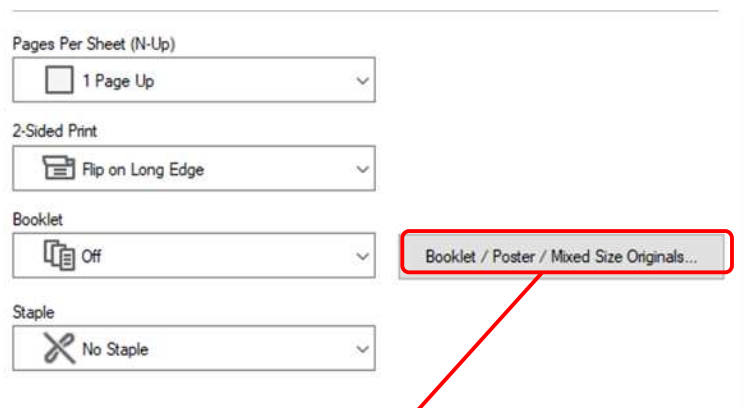 Pages Per Sheet (N-Up)
1 Page Up
2-Sided Print
Flip on Long Edge
Booklet
Off
Booklet / Poster / Mixed Size Originals...
Staple
No Staple